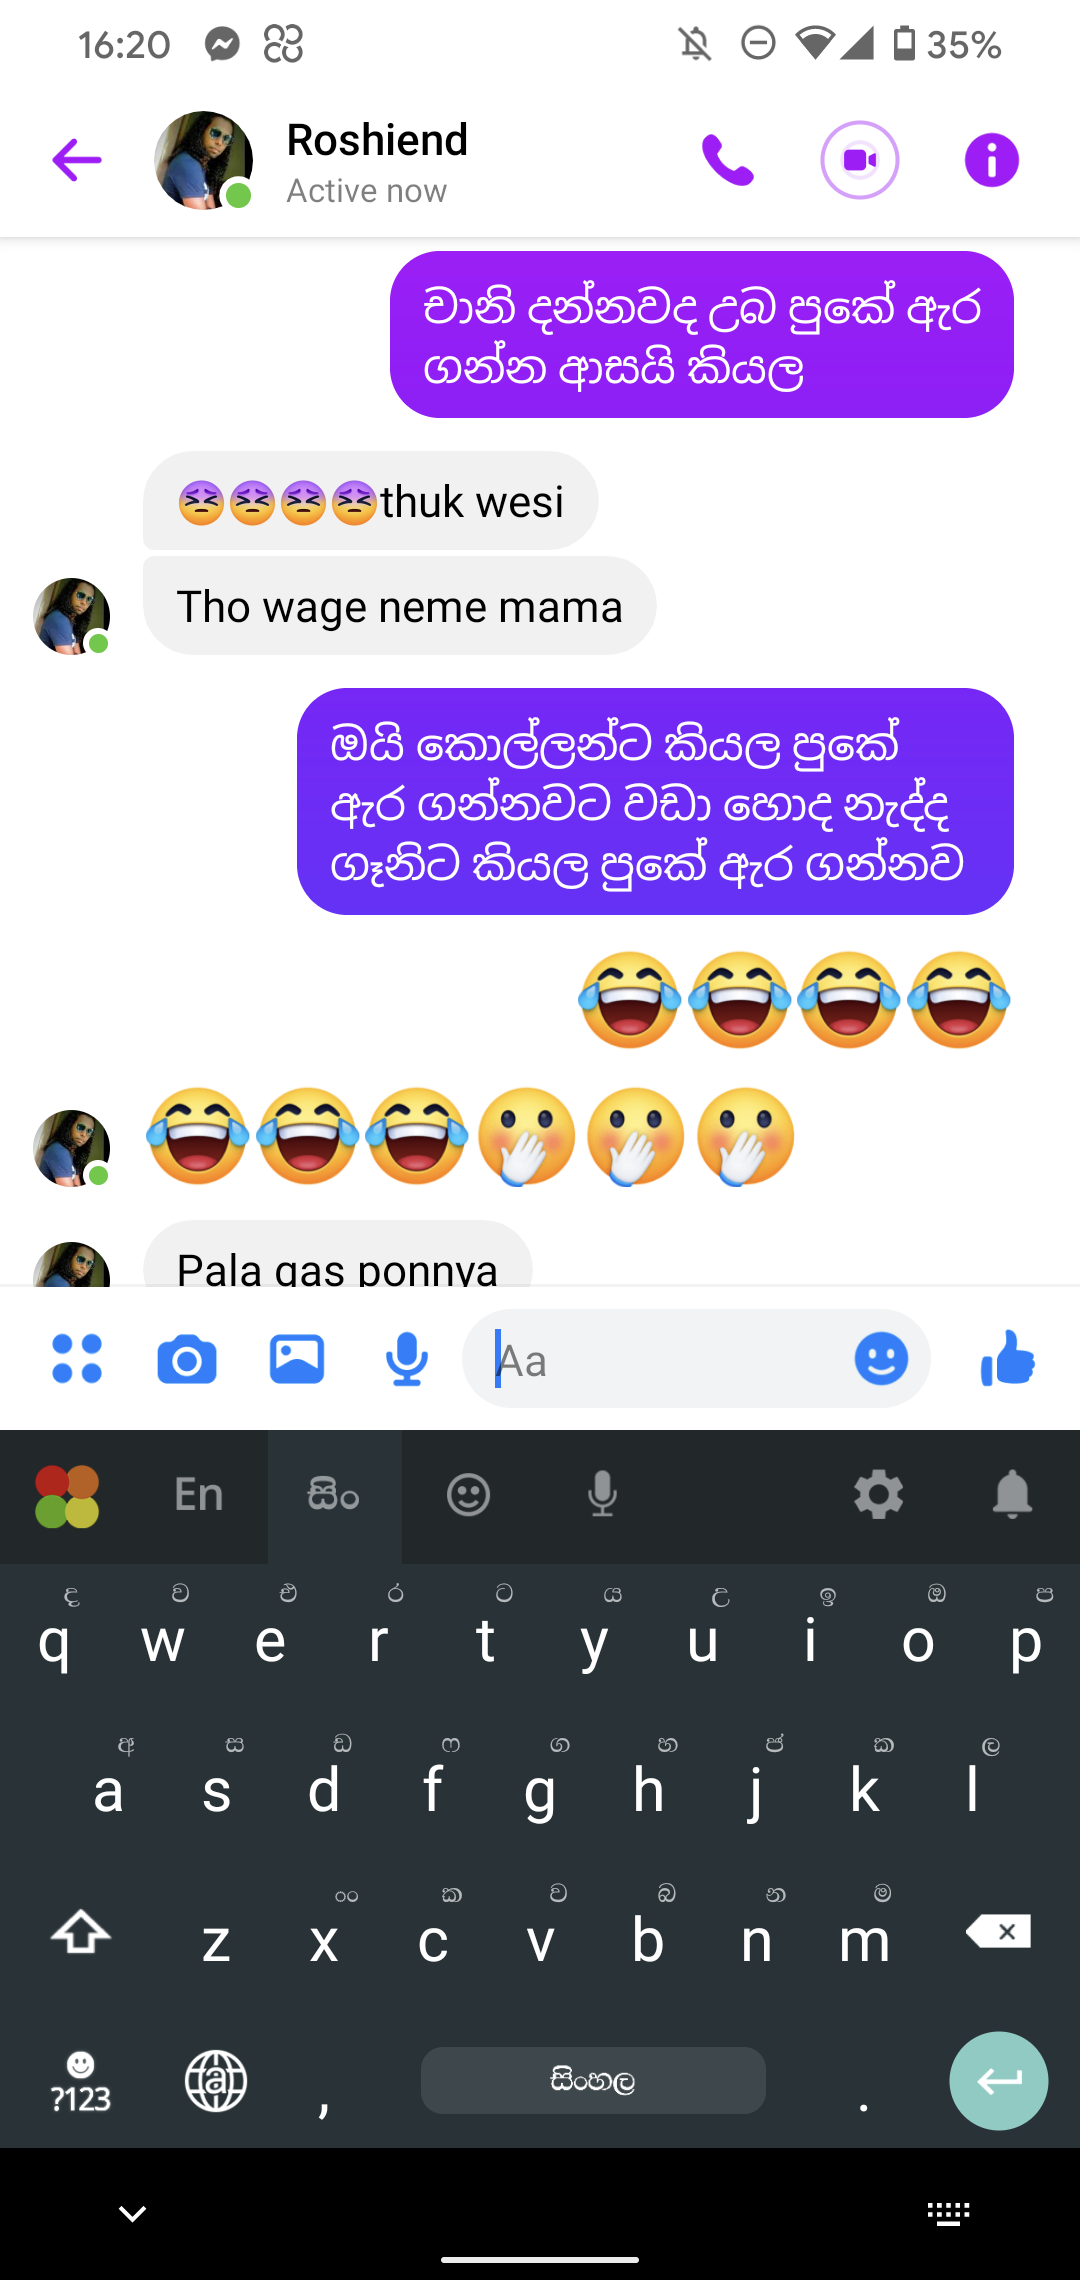 16:20
35%
Roshiend
Active now
චානි දන්නවද උබ පුකේ ඇර
ගන්න ආසයි කියල
😣😣😣😣thuk wesi
Tho wage neme mama
ඔයි කොල්ලන්ට කියල පුකේ
ඇර ගන්නවට වඩා හොද නැද්ද
ගෑනිට කියල පුකේ ඇර ගන්නව
😂😂😂😂
😂😂😂🤭🤭🤭
Pala gas ponnya
Aa
En සිං
ද ව එ ර ට ය උ ඉ ඔ ප
q w e r t y u i o p
අ ස ඩ ෆ ග හ ජ ක ල
a s d f g h j k l
ං ක ව බ න ම
z x c v b n m
?123 , සිංහල .